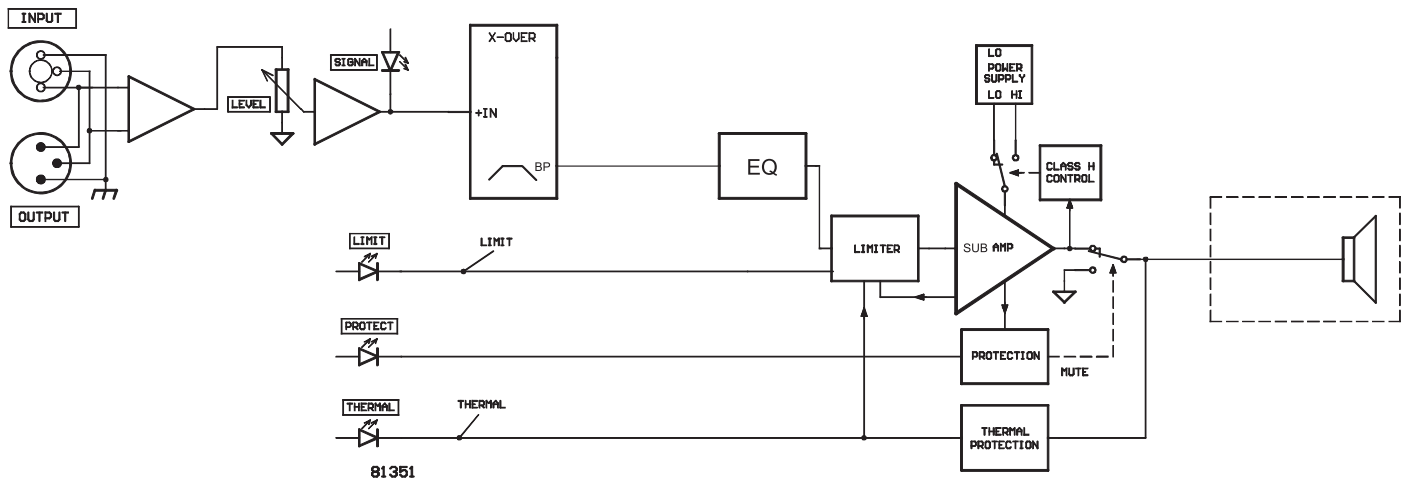 INPUT
OUTPUT
LEVEL
SIGNAL
X-OVER
+IN
BP
EQ
LO
POWER
SUPPLY
LO HI
CLASS H
CONTROL
LIMITER
SUB AMP
LIMIT
LIMIT
PROTECT
PROTECTION
MUTE
THERMAL
THERMAL
THERMAL
PROTECTION
81351